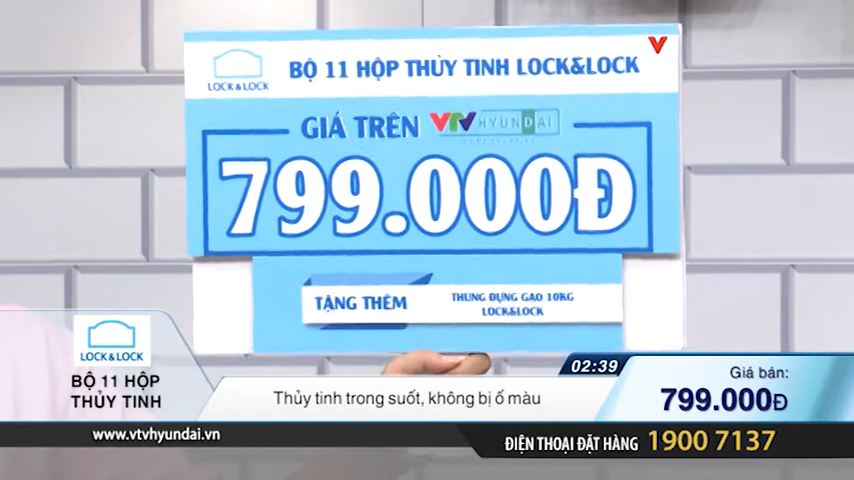 LOCK&LOCK
BỘ 11 HỘP THỦY TINH LOCK&LOCK
V
GIÁ TRÊN VTV HYUNDAI
HOME SHOPPING
799.000Đ
TẶNG THÊM
THÙNG ĐỰNG GẠO 10KG
LOCK&LOCK
LOCK&LOCK
BỘ 11 HỘP
THỦY TINH
Thủy tinh trong suốt, không bị ố màu
02:39
Giá bán:
799.000Đ
www.vtvhyundai.vn
ĐIỆN THOẠI ĐẶT HÀNG 1900 7137